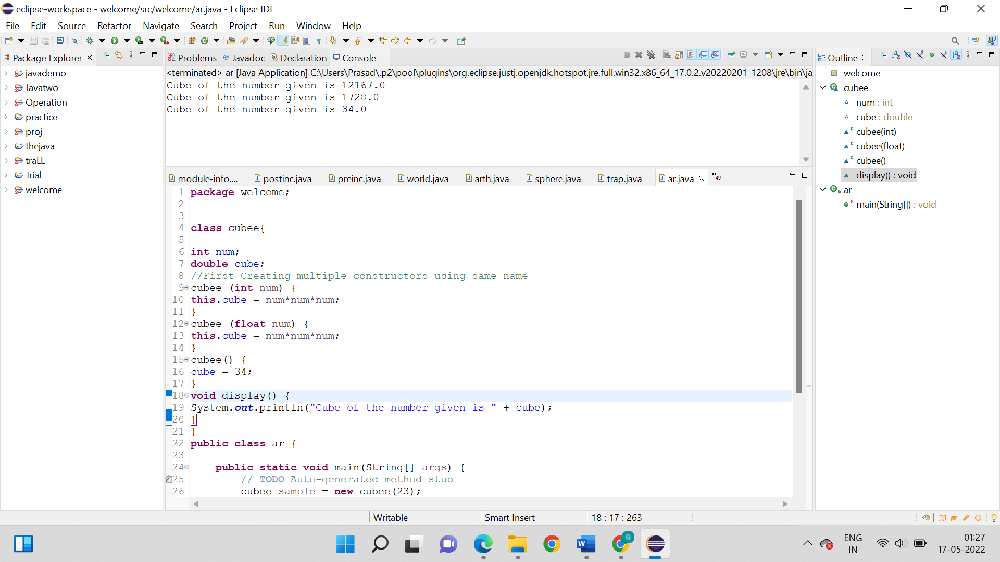 eclipse-workspace - welcome/src/welcome/ar.java - Eclipse IDE
File Edit Source Refactor Navigate Search Project Run Window Help
Package Explorer
javademo
Javatwo
Operation
practice
proj
thejava
traLL
Trial
welcome
Problems @ Javadoc Declaration Console
<terminated> ar [Java Application] C:\Users\Prasad\.p2\pool\plugins\org.eclipse.justj.openjdk.hotspot.jre.full.win32.x86_64_17.0.2.v20220201-1208\jre\bin\ja
Cube of the number given is 12167.0
Cube of the number given is 1728.0
Cube of the number given is 34.0
module-info.... postinc.java preinc.java world.java arth.java sphere.java trap.java ar.java »49
1 package welcome;
2
3
4 class cubee{
5
6 int num;
7 double cube;
8 //First Creating multiple constructors using same name
9 cubee (int num) {
10 this.cube = num*num*num;
11 }
12 cubee (float num) {
13 this.cube = num*num*num;
14 }
15 cubee() {
16 cube = 34;
17 }
18 void display() {
19 System.out.println("Cube of the number given is " + cube);
20 }
21 }
22 public class ar {
23
24 public static void main(String[] args) {
25 // TODO Auto-generated method stub
26 cubee sample = new cubee(23);
Outline
welcome
cubee
num : int
cube : double
cubee(int)
cubee(float)
cubee()
display() : void
ar
main(String[]) : void
Writable Smart Insert 18 : 17 : 263
ENG
IN
01:27
17-05-2022